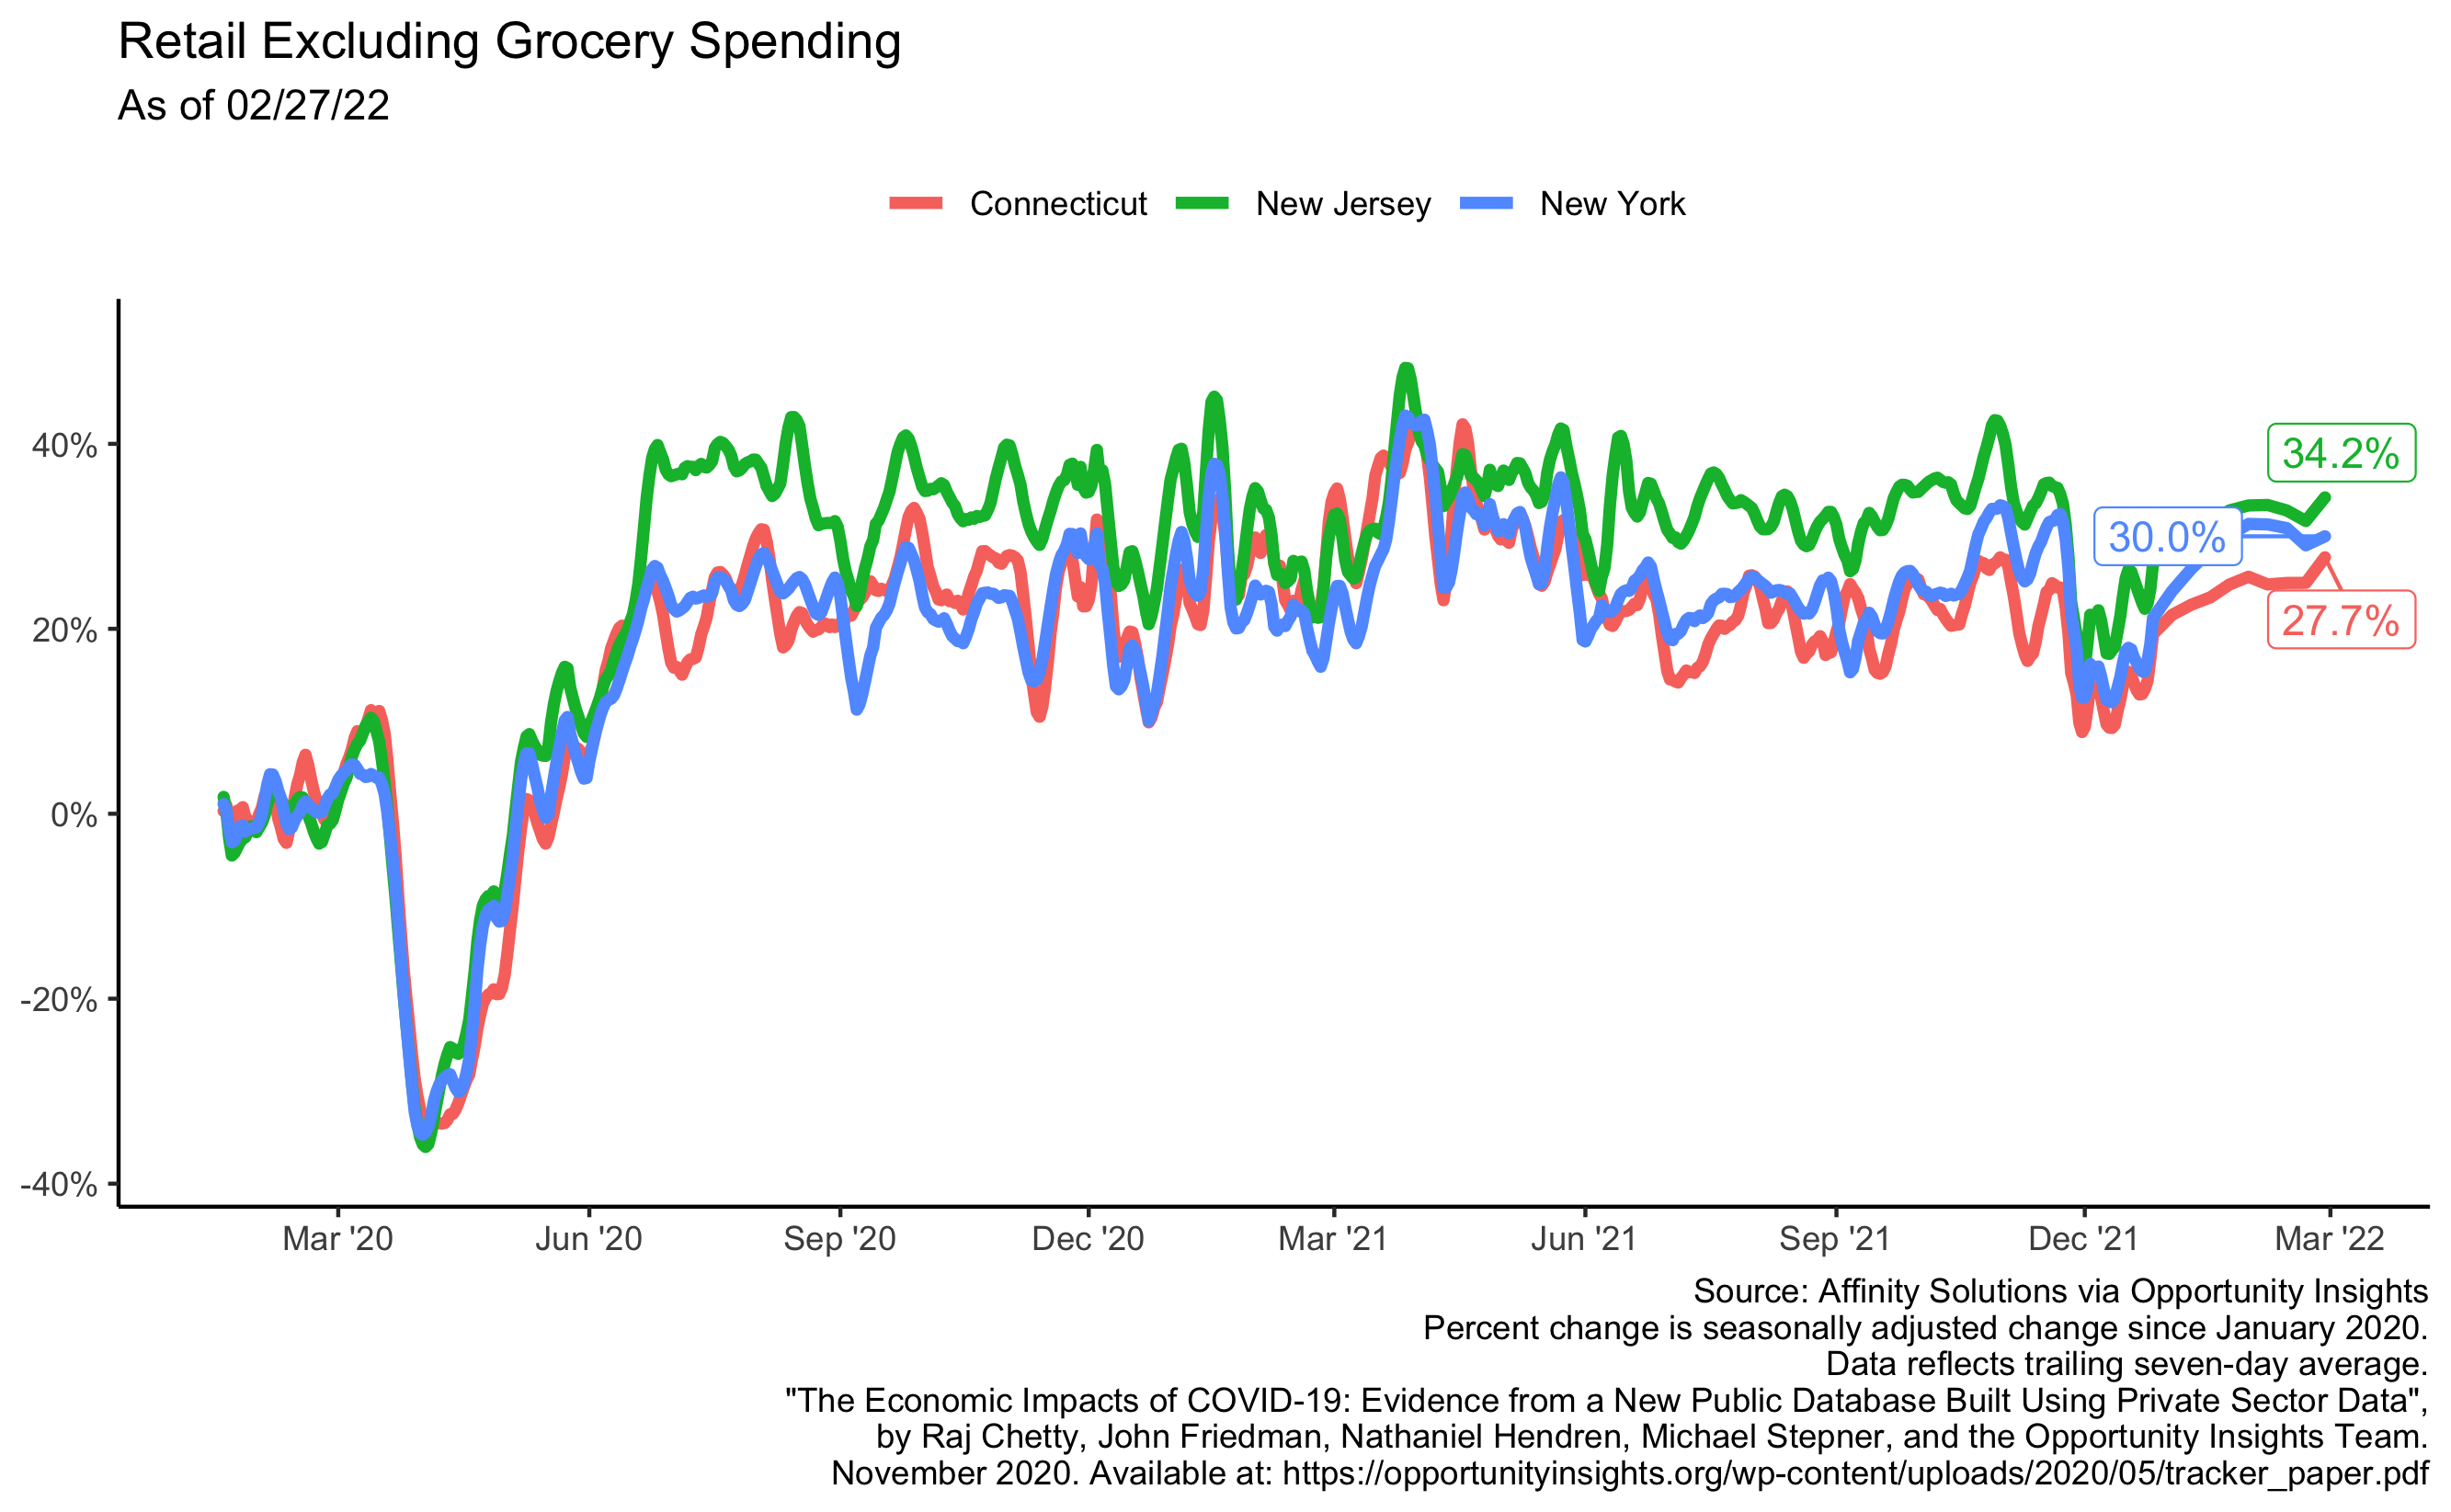 Retail Excluding Grocery Spending
As of 02/27/22
Connecticut New Jersey New York
40%
20%
0%
-20%
-40%
34.2%
30.0%
27.7%
Mar '20 Jun '20 Sep '20 Dec '20 Mar '21 Jun '21 Sep '21 Dec '21 Mar '22
Source: Affinity Solutions via Opportunity Insights
Percent change is seasonally adjusted change since January 2020.
Data reflects trailing seven-day average.
"The Economic Impacts of COVID-19: Evidence from a New Public Database Built Using Private Sector Data",
by Raj Chetty, John Friedman, Nathaniel Hendren, Michael Stepner, and the Opportunity Insights Team.
November 2020. Available at: https://opportunityinsights.org/wp-content/uploads/2020/05/tracker_paper.pdf